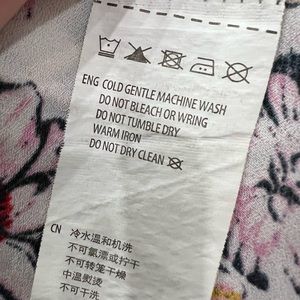 ENG COLD GENTLE MACHINE WASH
DO NOT BLEACH OR WRING
DO NOT TUMBLE DRY
WARM IRON
DO NOT DRY CLEAN
CN 冷水温和机洗
不可氯漂或拧干
不可转笼干燥
中温熨烫
不可干洗